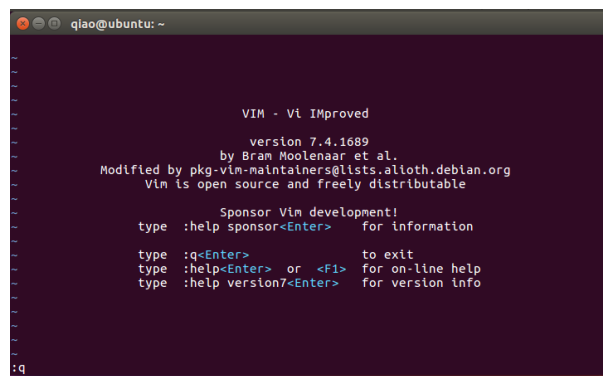 qiao@ubuntu: ~
~
~
~
~
VIM - Vi IMproved
~
~
version 7.4.1689
~
by Bram Moolenaar et al.
~
Modified by pkg-vim-maintainers@lists.alioth.debian.org
~
Vim is open source and freely distributable
~
~
Sponsor Vim development!
~
type :help sponsor<Enter> for information
~
~
type :q<Enter> to exit
~
type :help<Enter> or <F1> for on-line help
~
type :help version7<Enter> for version info
~
~
~
~
~
:q